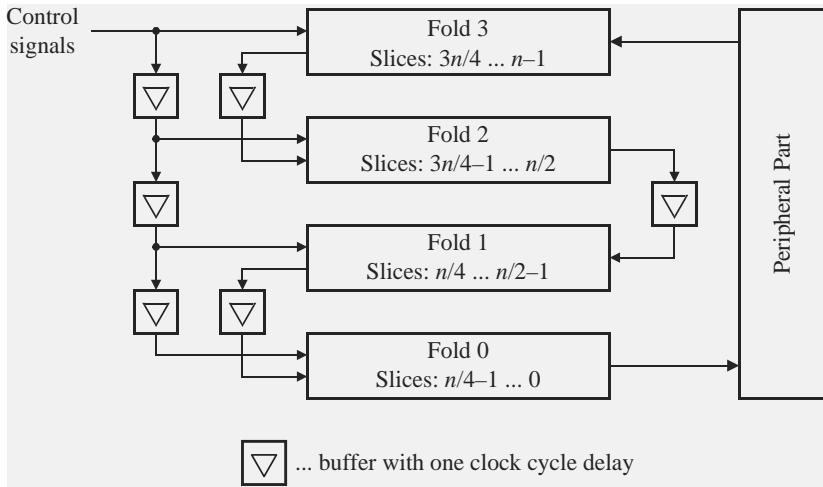 Control
signals
Fold 3
Slices: 3n/4 ... n–1
Fold 2
Slices: 3n/4–1 ... n/2
Fold 1
Slices: n/4 ... n/2–1
Fold 0
Slices: n/4–1 ... 0
Peripheral Part
... buffer with one clock cycle delay